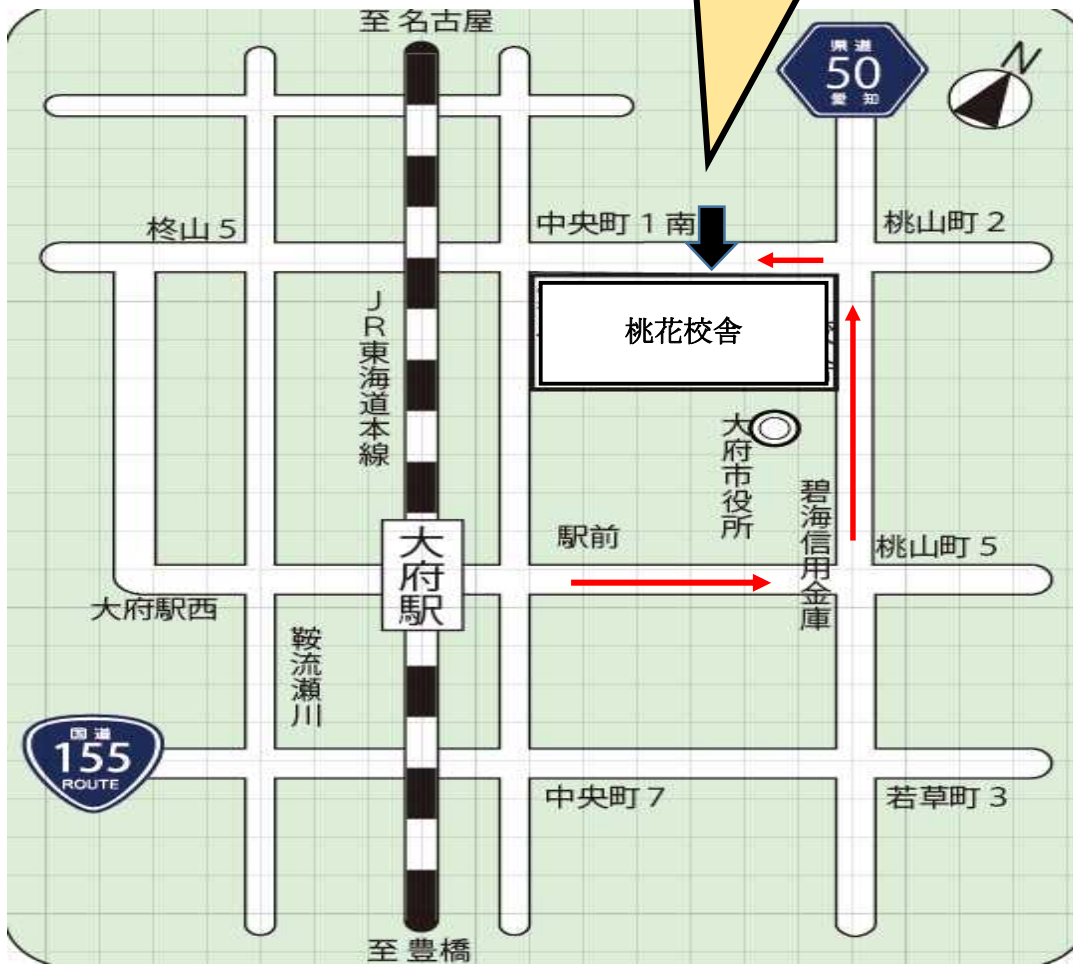 至 名古屋
県道
50
愛知
N
柊山 5
中央町 1 南
桃山町 2
桃花校舎
JR東海道本線
大府市役所
碧海信用金庫
大府駅
駅前
桃山町 5
大府駅西
鞍流瀬川
国道
155
ROUTE
中央町 7
若草町 3
至 豊橋